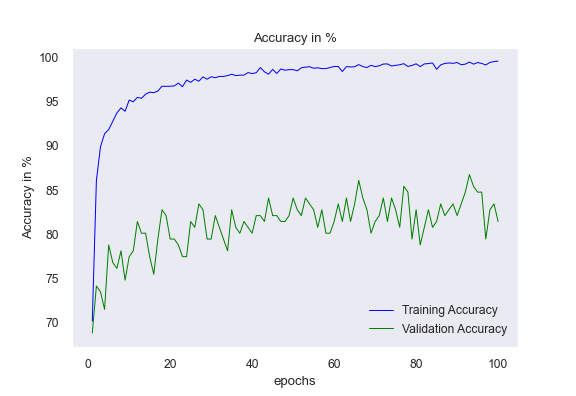 Accuracy in %
100
95
90
85
80
75
70
Accuracy in %
0 20 40 60 80 100
epochs
Training Accuracy
Validation Accuracy